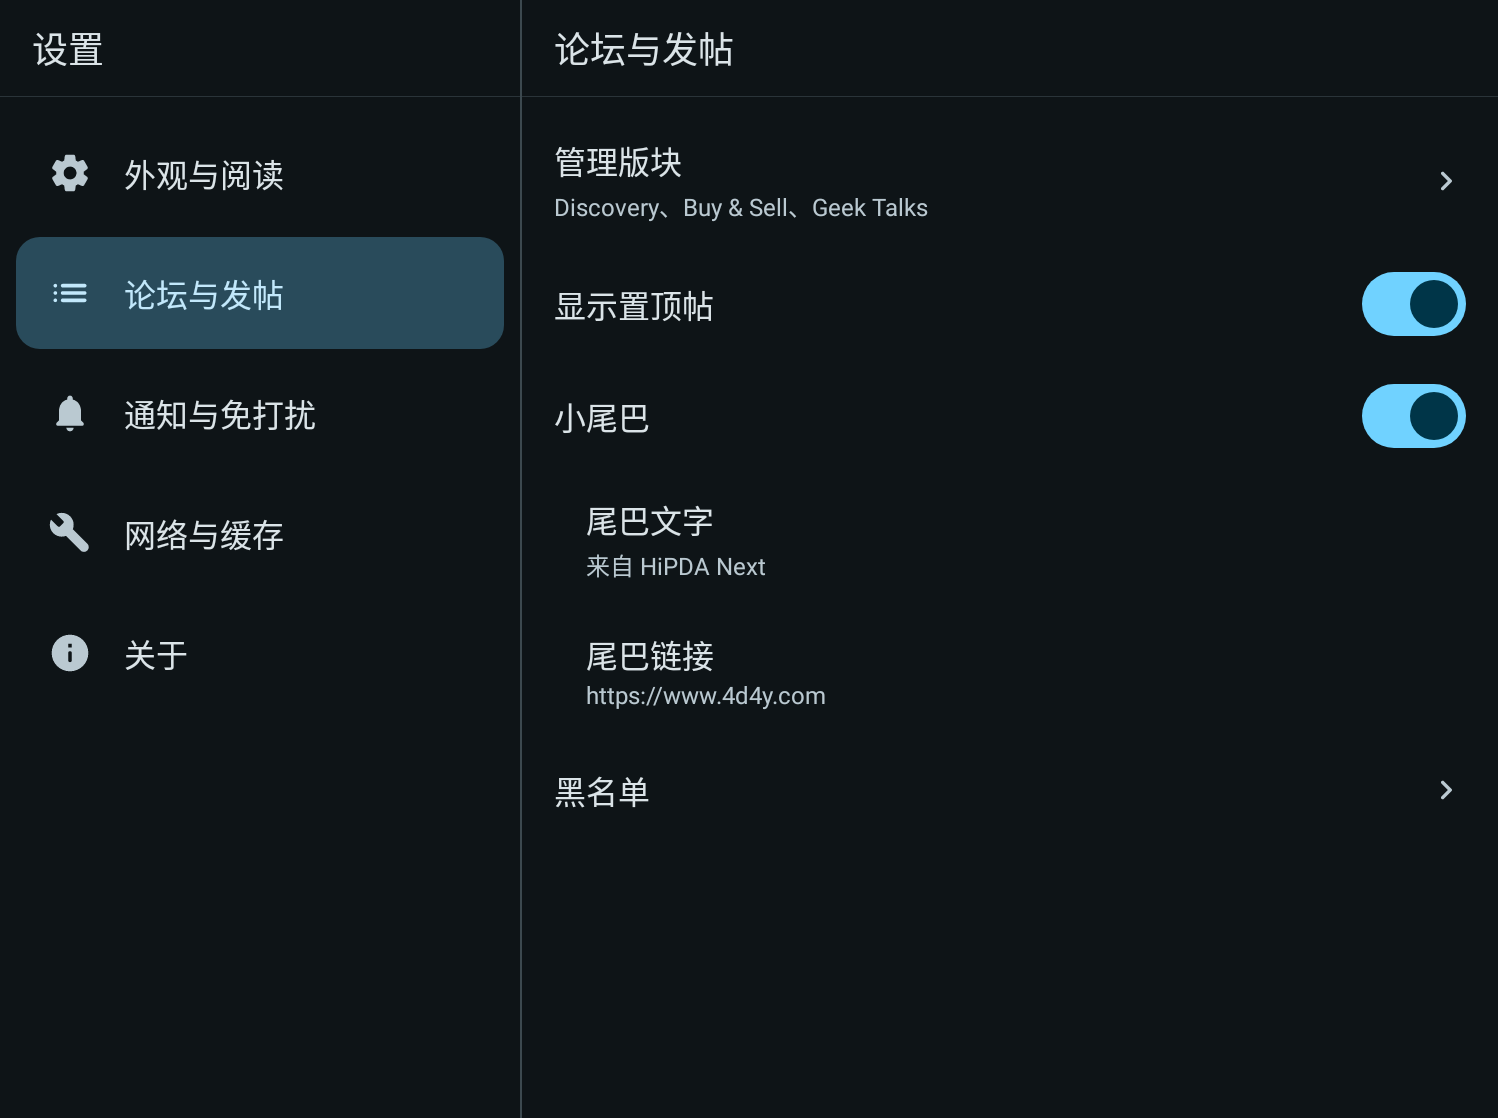 设置
外观与阅读
论坛与发帖
通知与免打扰
网络与缓存
关于
论坛与发帖
管理版块
Discovery、Buy & Sell、Geek Talks
显示置顶帖
小尾巴
尾巴文字
来自 HiPDA Next
尾巴链接
https://www.4d4y.com
黑名单